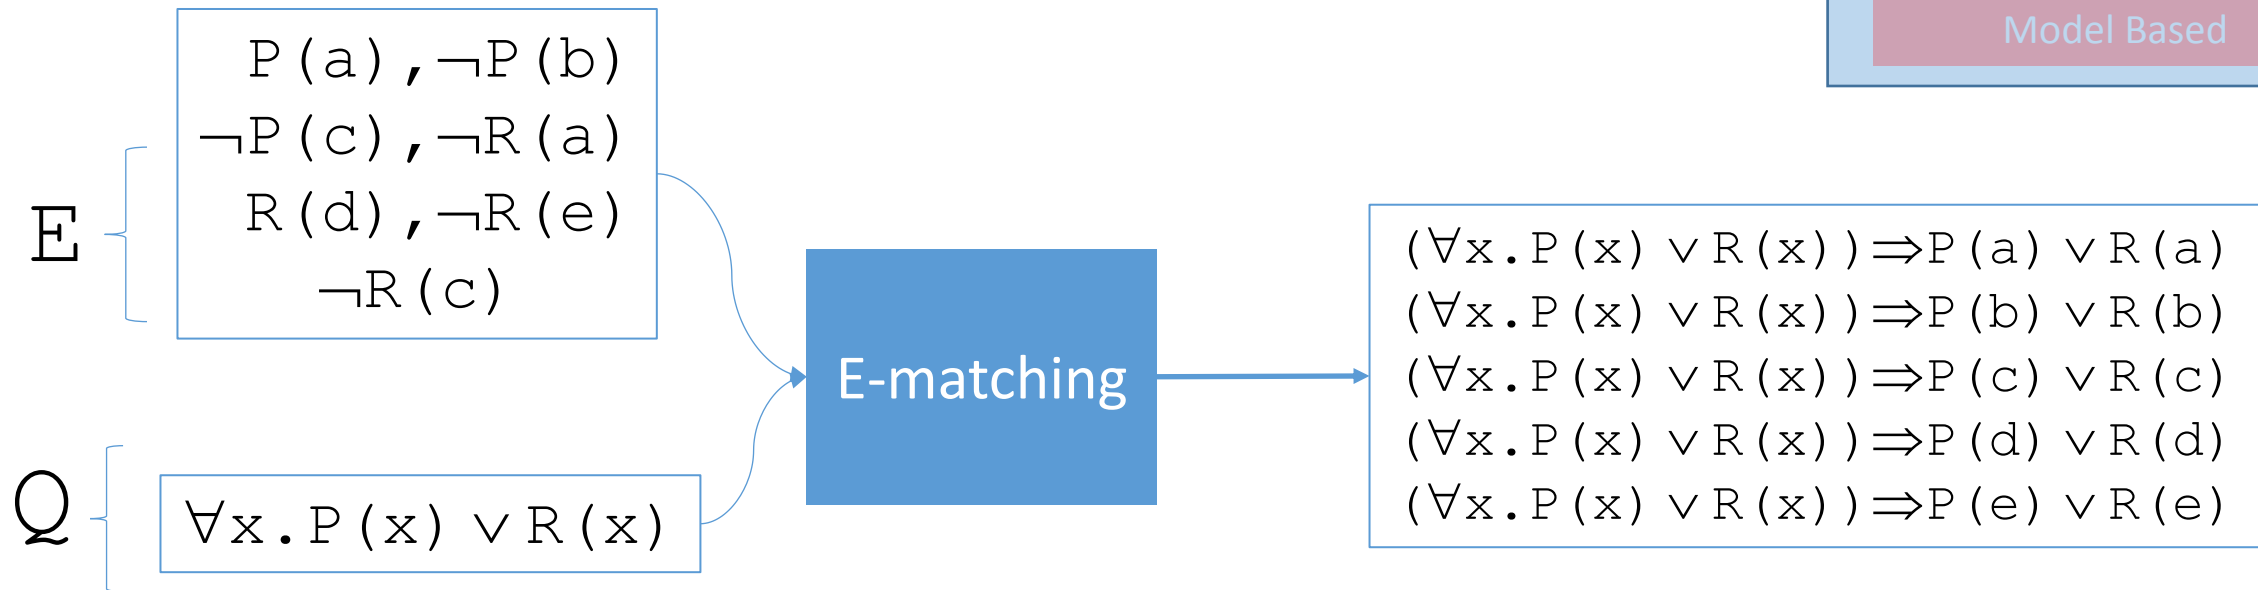 Model Based
E
P(a),¬P(b)
¬P(c),¬R(a)
R(d),¬R(e)
¬R(c)
Q
∀x.P(x)∨R(x)
E-matching
(∀x.P(x)∨R(x))⇒P(a)∨R(a)
(∀x.P(x)∨R(x))⇒P(b)∨R(b)
(∀x.P(x)∨R(x))⇒P(c)∨R(c)
(∀x.P(x)∨R(x))⇒P(d)∨R(d)
(∀x.P(x)∨R(x))⇒P(e)∨R(e)